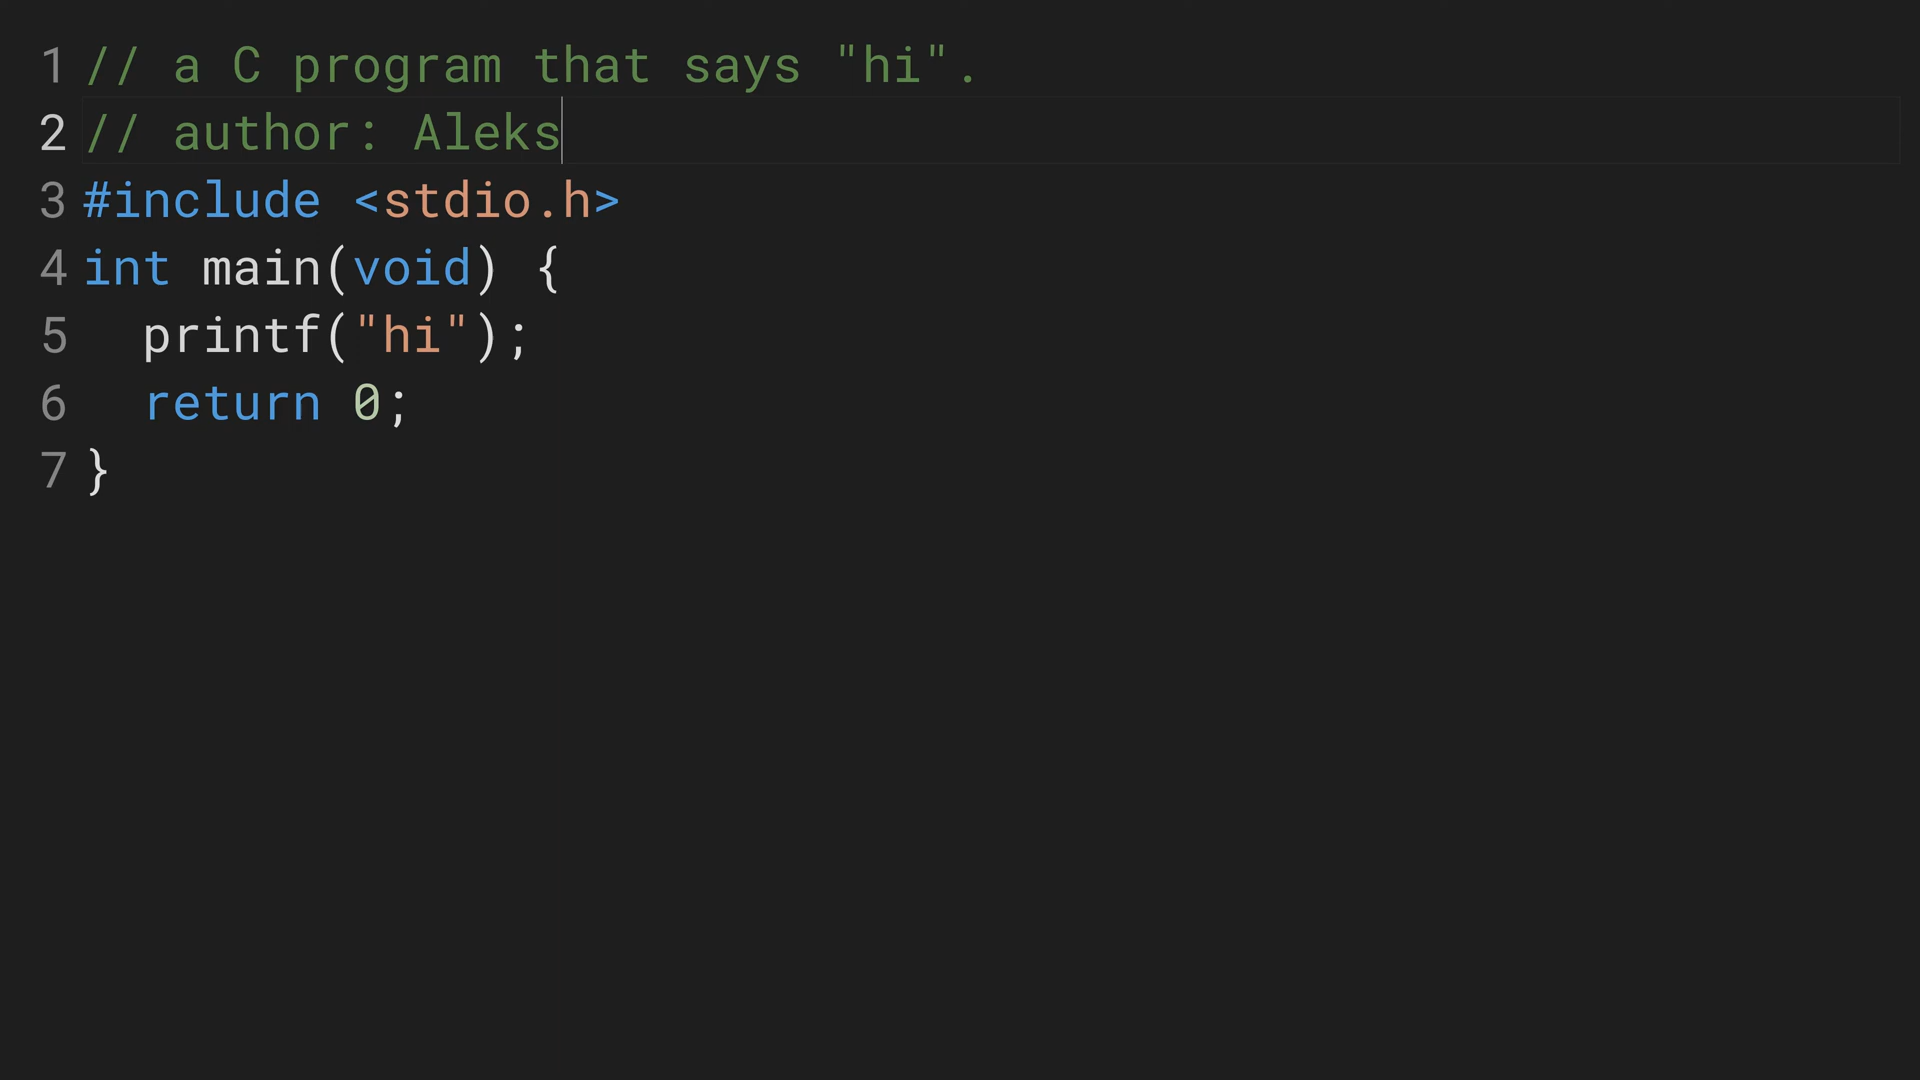 1 // a C program that says "hi".
2 // author: Aleks
3 #include <stdio.h>
4 int main(void) {
5   printf("hi");
6   return 0;
7 }